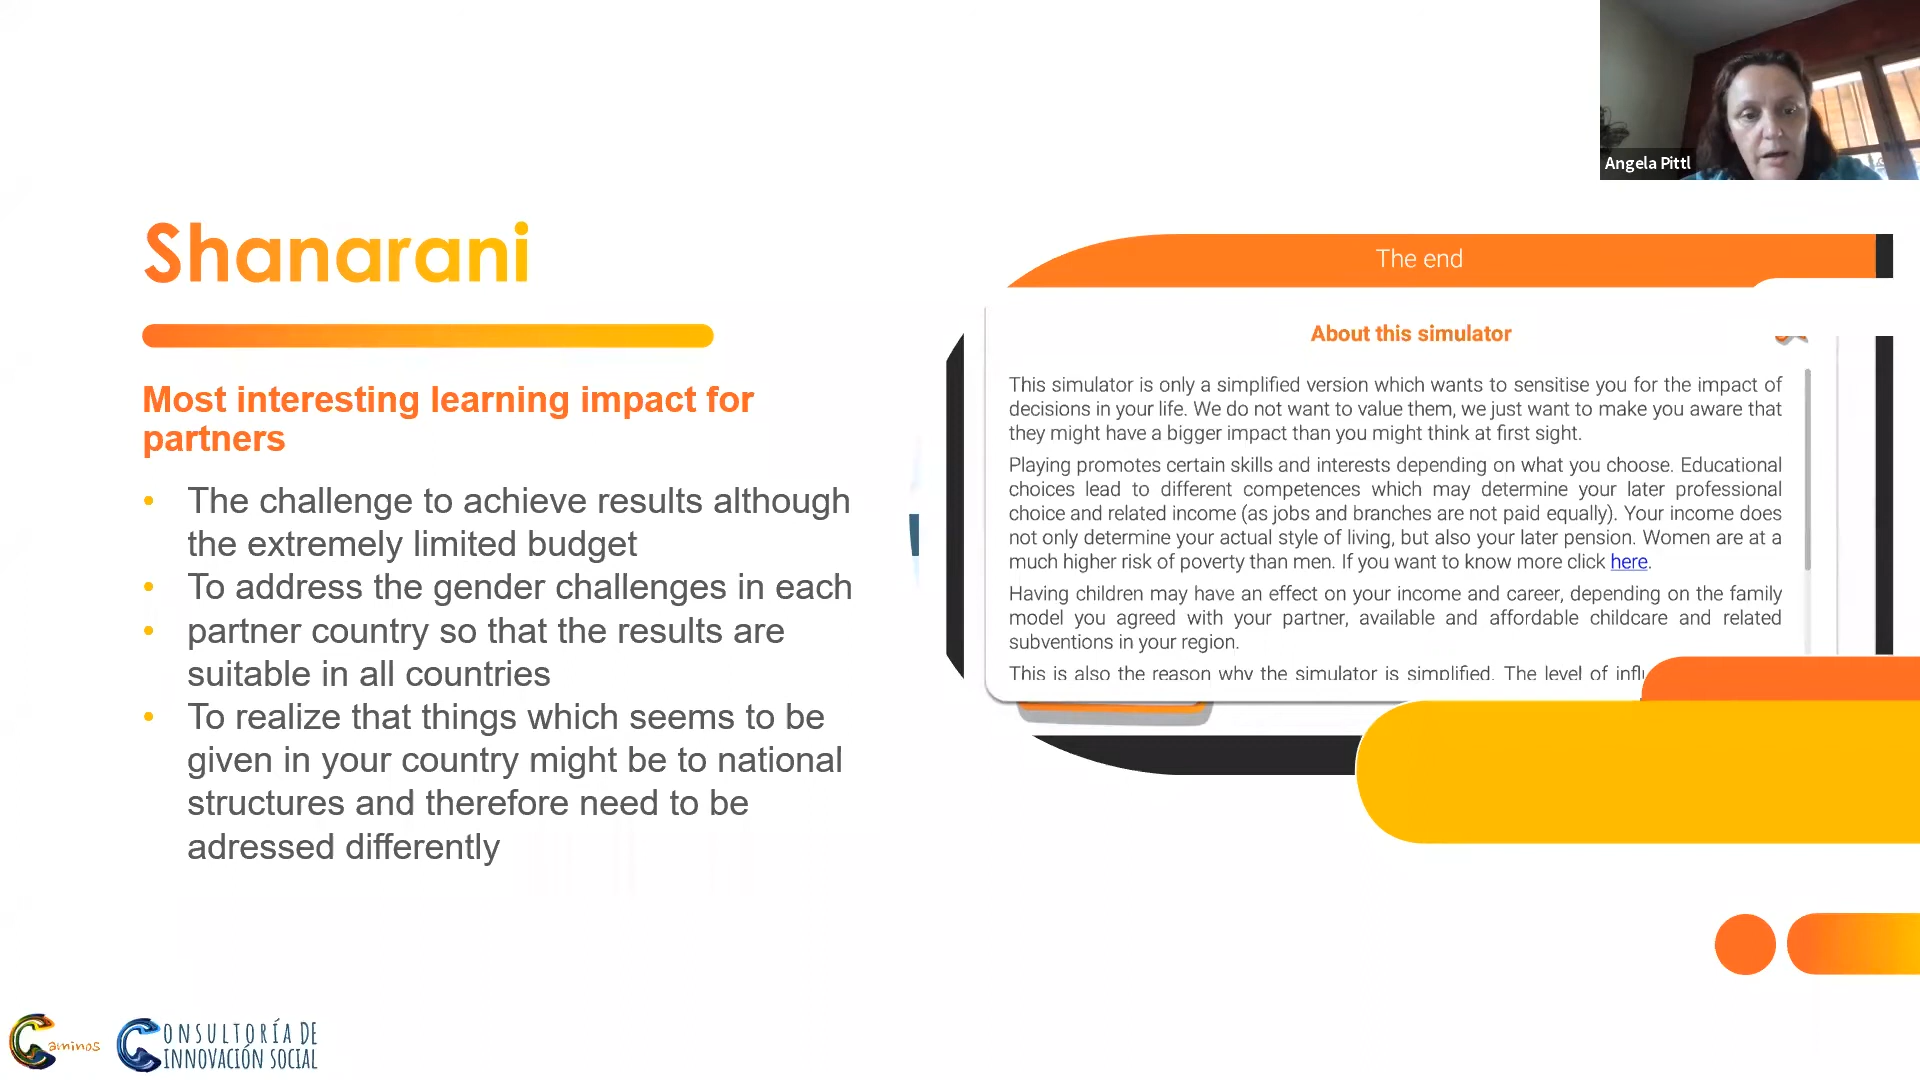 Angela Pittl
Shanarani
Most interesting learning impact for
partners
• The challenge to achieve results although
the extremely limited budget
• To address the gender challenges in each
• partner country so that the results are
suitable in all countries
• To realize that things which seems to be
given in your country might be to national
structures and therefore need to be
adressed differently
The end
About this simulator
This simulator is only a simplified version which wants to sensitise you for the impact of
decisions in your life. We do not want to value them, we just want to make you aware that
they might have a bigger impact than you might think at first sight.
Playing promotes certain skills and interests depending on what you choose. Educational
choices lead to different competences which may determine your later professional
choice and related income (as jobs and branches are not paid equally). Your income does
not only determine your actual style of living, but also your later pension. Women are at a
much higher risk of poverty than men. If you want to know more click here.
Having children may have an effect on your income and career, depending on the family
model you agreed with your partner, available and affordable childcare and related
subventions in your region.
This is also the reason why the simulator is simplified. The level of infl
Caminos
CONSULTORÍA DE
INNOVACIÓN SOCIAL